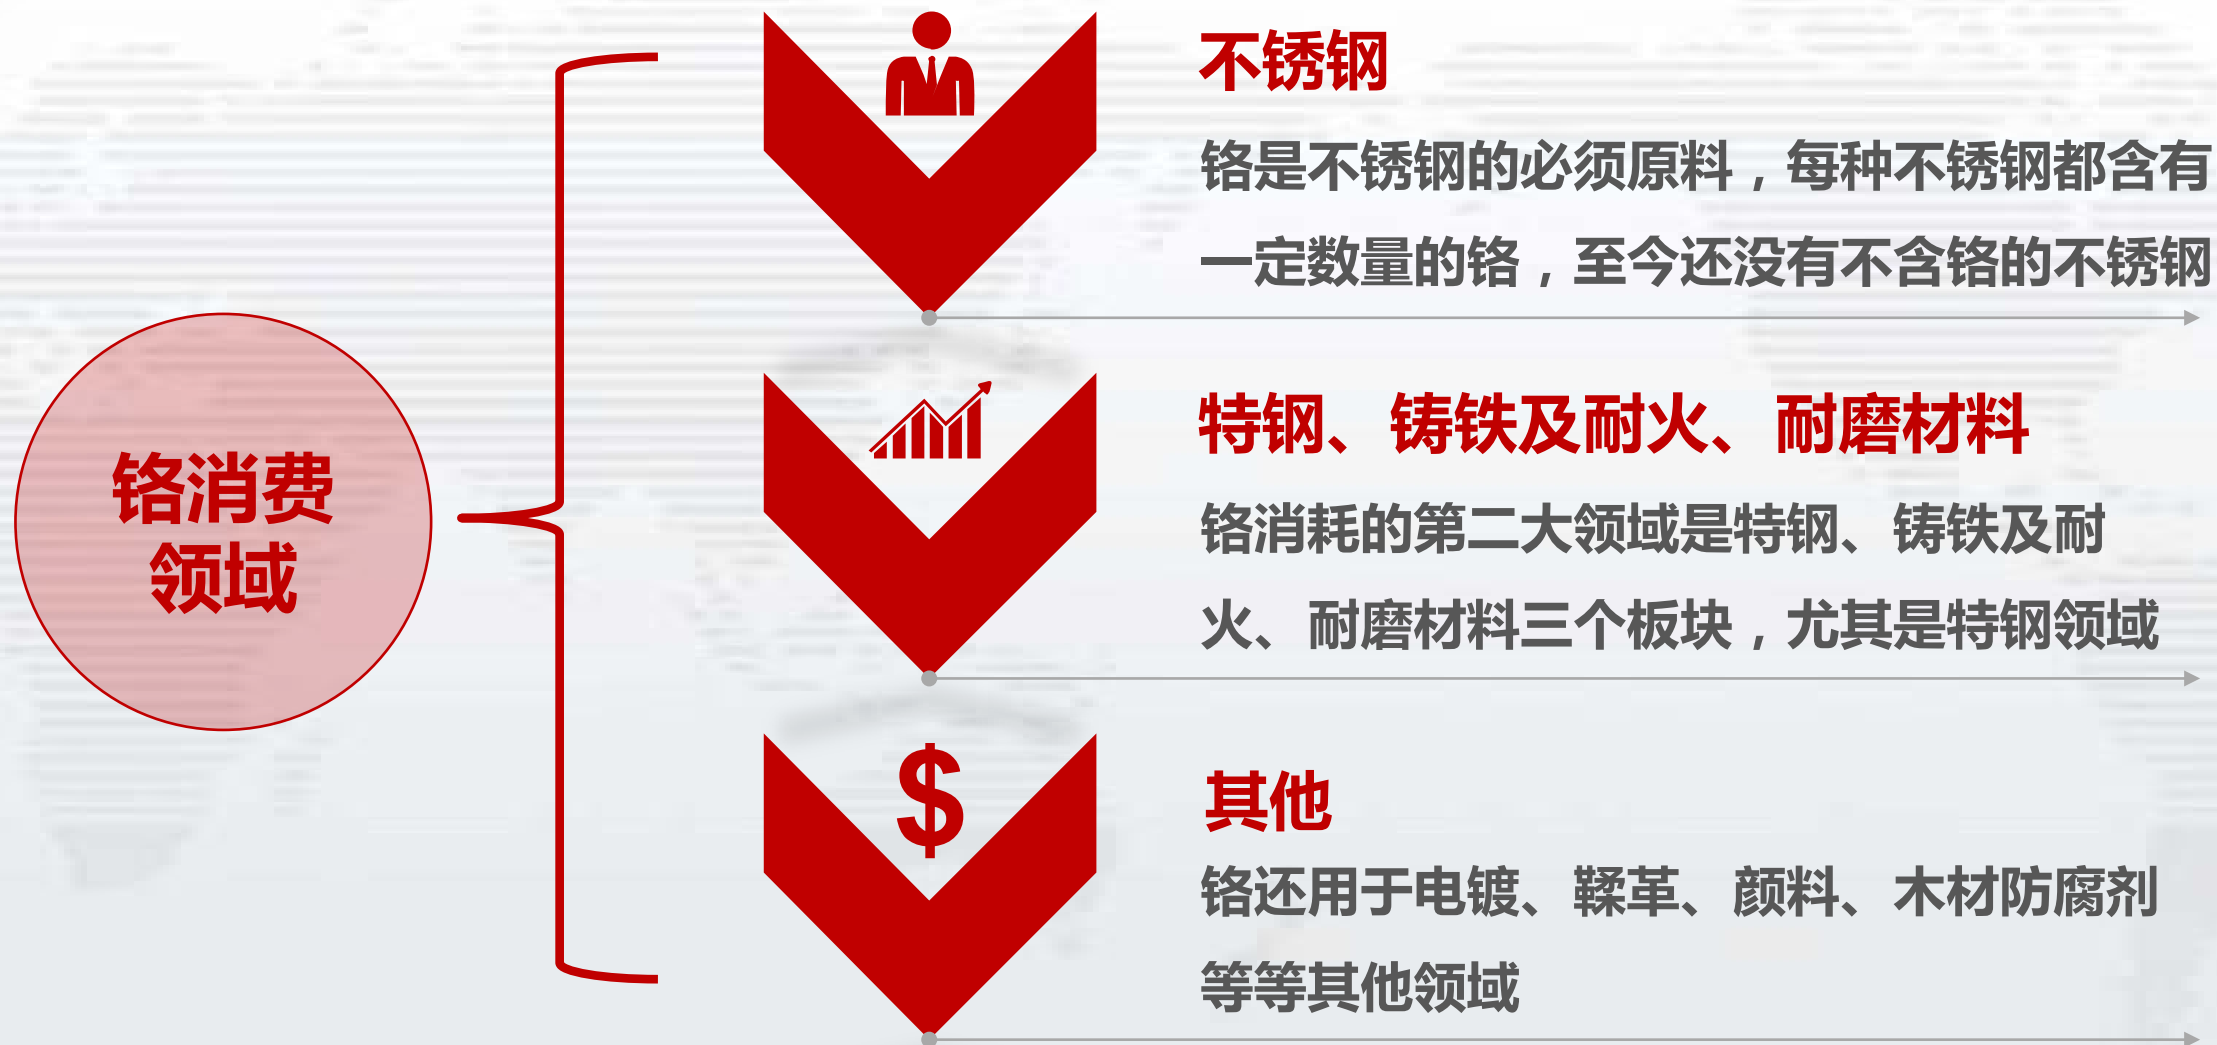 铬消费
领域
不锈钢
铬是不锈钢的必须原料，每种不锈钢都含有
一定数量的铬，至今还没有不含铬的不锈钢
特钢、铸铁及耐火、耐磨材料
铬消耗的第二大领域是特钢、铸铁及耐
火、耐磨材料三个板块，尤其是特钢领域
$
其他
铬还用于电镀、鞣革、颜料、木材防腐剂
等等其他领域